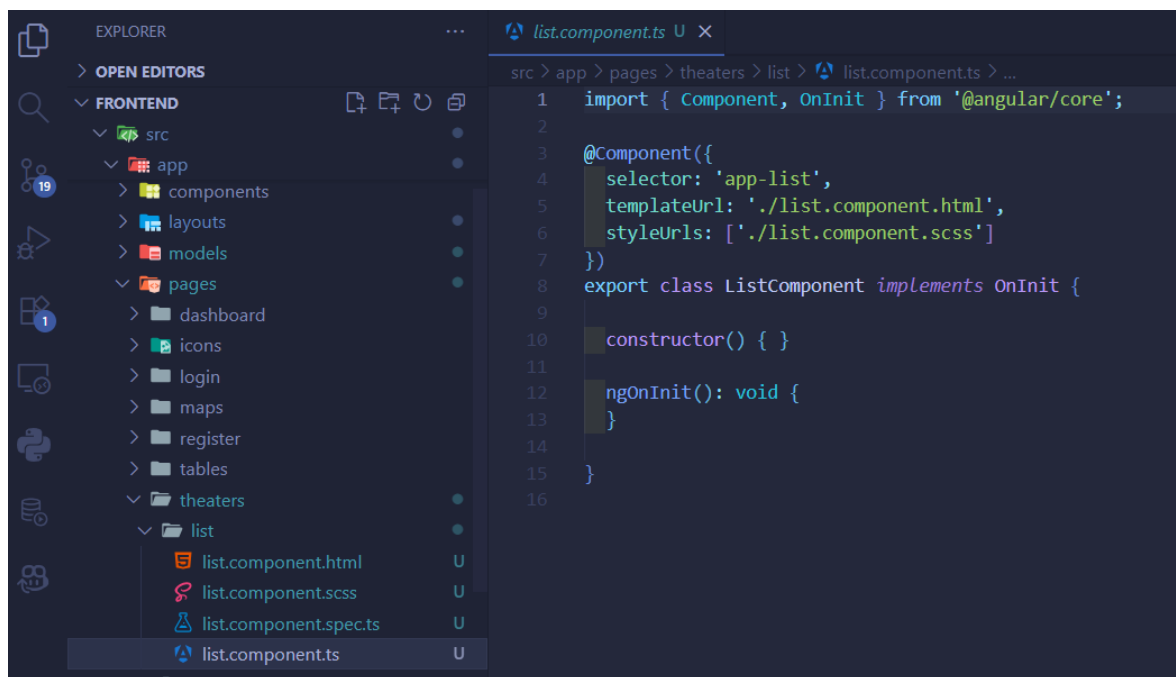 EXPLORER
OPEN EDITORS
FRONTEND
src
app
components
layouts
models
pages
dashboard
icons
login
maps
register
tables
theaters
list
list.component.html U
list.component.scss U
list.component.spec.ts U
list.component.ts U
19
1
list.component.ts U
src > app > pages > theaters > list > list.component.ts > ...
1 import { Component, OnInit } from '@angular/core';
2
3 @Component({
4 selector: 'app-list',
5 templateUrl: './list.component.html',
6 styleUrls: ['./list.component.scss']
7 })
8 export class ListComponent implements OnInit {
9
10 constructor() { }
11
12 ngOnInit(): void {
13 }
14
15 }
16